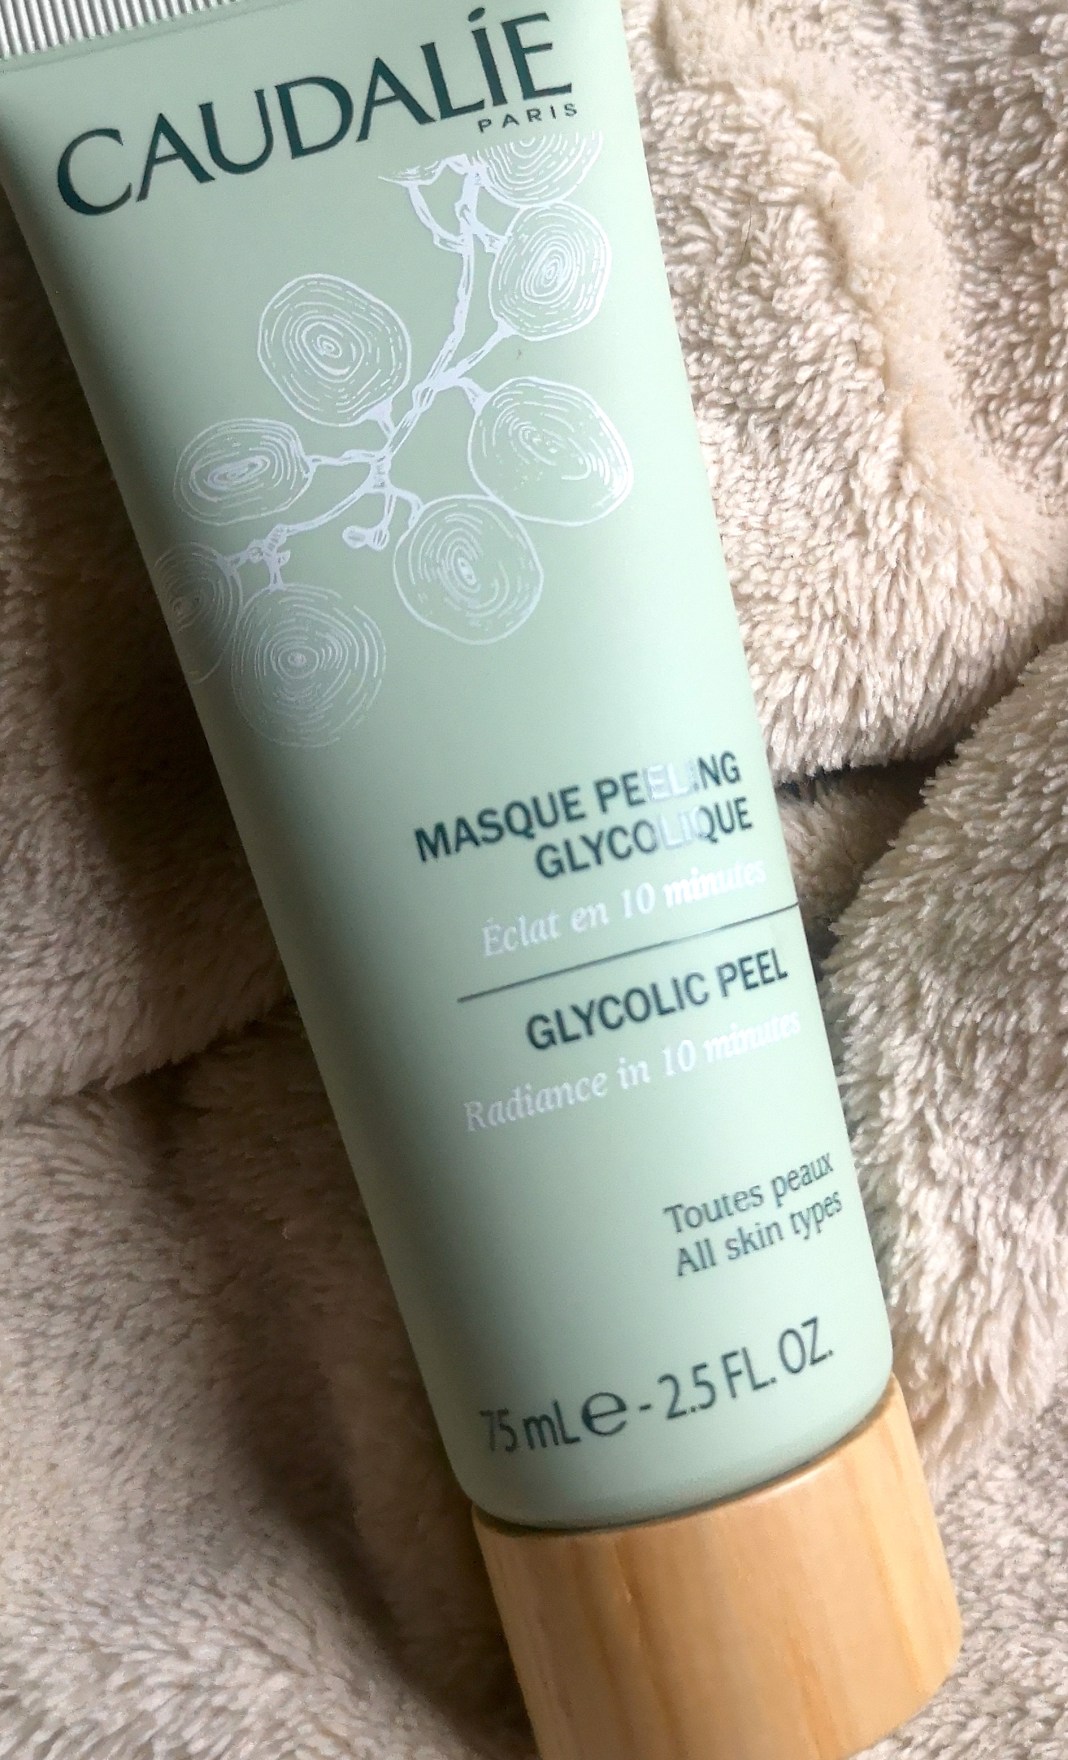 CAUDALÍE
PARIS
MASQUE PEELING
GLYCOLIQUE
Éclat en 10 minutes
GLYCOLIC PEEL
Radiance in 10 minutes
Toutes peaux
All skin types
75 mL e - 2.5 FL. OZ.